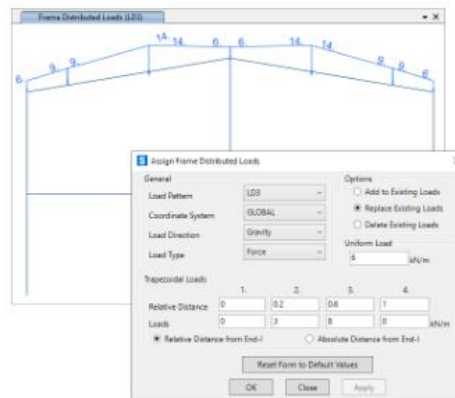 Frame Distributed Loads (LD3)
14. 14. 6. 6. 14. 14.
6. 9. 9. 9. 9. 6.
Assign Frame Distributed Loads
General
Load Pattern LD3
Coordinate System GLOBAL
Load Direction Gravity
Load Type Force
Options
Add to Existing Loads
Replace Existing Loads
Delete Existing Loads
Uniform Load
6 kN/m
Trapezoidal Loads
1. 2. 3. 4.
Relative Distance 0 0.2 0.6 1
Loads 0 3 8 0 kN/m
Relative Distance from End-I Absolute Distance from End-I
Reset Form to Default Values
OK Close Apply